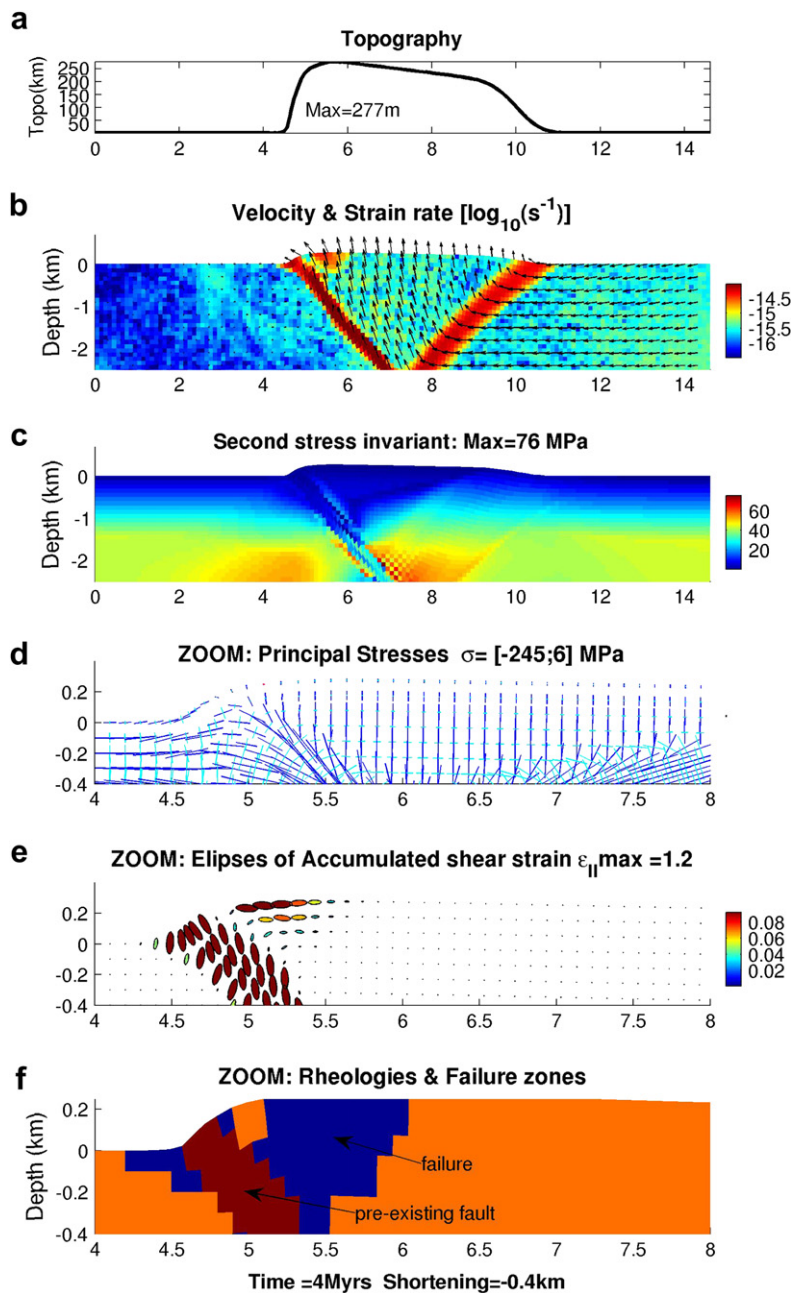 a
Topography
Topo(km)
250
200
150
100
50
Max=277m
0 2 4 6 8 10 12 14
b
Velocity & Strain rate [log10(s-1)]
Depth (km)
0
-1
-2
-14.5
-15.5
-16
0 2 4 6 8 10 12 14
c
Second stress invariant: Max=76 MPa
Depth (km)
0
-1
-2
60
40
20
0 2 4 6 8 10 12 14
d
ZOOM: Principal Stresses σ= [-245;6] MPa
0.2
0
-0.2
-0.4
4 4.5 5 5.5 6 6.5 7 7.5 8
e
ZOOM: Elipses of Accumulated shear strain εII max =1.2
0.2
0
-0.2
-0.4
0.08
0.06
0.04
0.02
4 4.5 5 5.5 6 6.5 7 7.5 8
f
ZOOM: Rheologies & Failure zones
Depth (km)
0.2
0
-0.2
-0.4
failure
pre-existing fault
4 4.5 5 5.5 6 6.5 7 7.5 8
Time =4Myrs Shortening=-0.4km